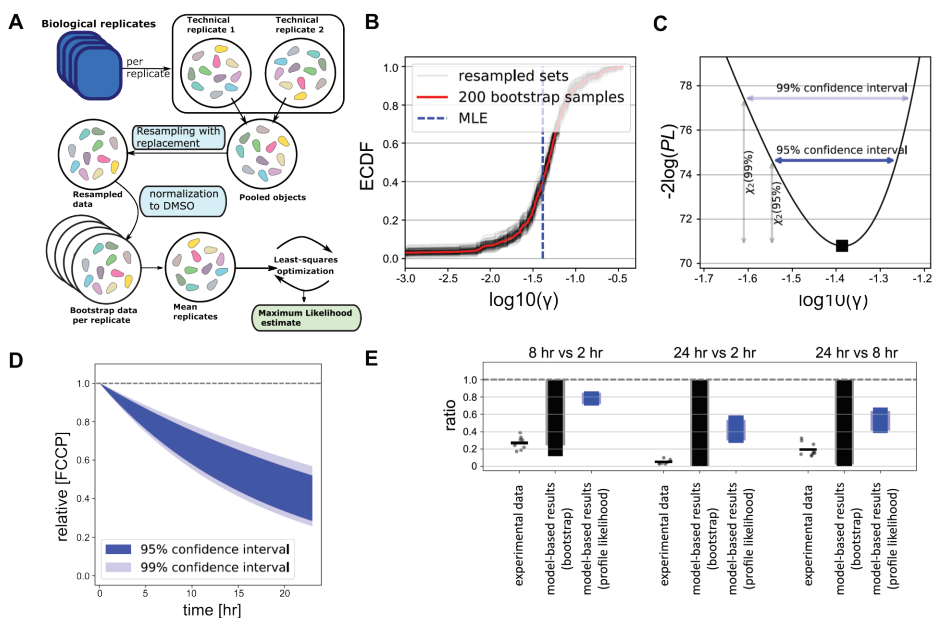 A
Biological replicates
per
replicate
Technical
replicate 1
Technical
replicate 2
Resampling with
replacement
Resampled
data
Pooled objects
normalization
to DMSO
Least-squares
optimization
Bootstrap data
per replicate
Mean
replicates
Maximum Likelihood
estimate
B
ECDF
1.0
0.8
0.6
0.4
0.2
0.0
resampled sets
200 bootstrap samples
MLE
-3.0
-2.5
-2.0
-1.5
-1.0
-0.5
log10(γ)
C
-2log(PL)
78
76
74
72
70
99% confidence interval
95% confidence interval
χ2(99%)
χ2(95%)
-1.7
-1.6
-1.5
-1.4
-1.3
-1.2
log10(γ)
D
relative [FCCP]
1.0
0.8
0.6
0.4
0.2
0.0
95% confidence interval
99% confidence interval
0
5
10
15
20
time [hr]
E
8 hr vs 2 hr
24 hr vs 2 hr
24 hr vs 8 hr
ratio
1.0
0.8
0.6
0.4
0.2
0
experimental data
model-based results
(bootstrap)
model-based results
(profile likelihood)
experimental data
model-based results
(bootstrap)
model-based results
(profile likelihood)
experimental data
model-based results
(bootstrap)
model-based results
(profile likelihood)